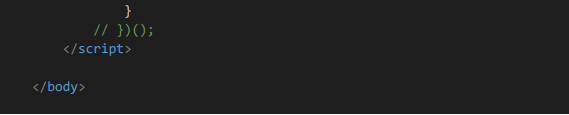 }
// })();
</script>
</body>